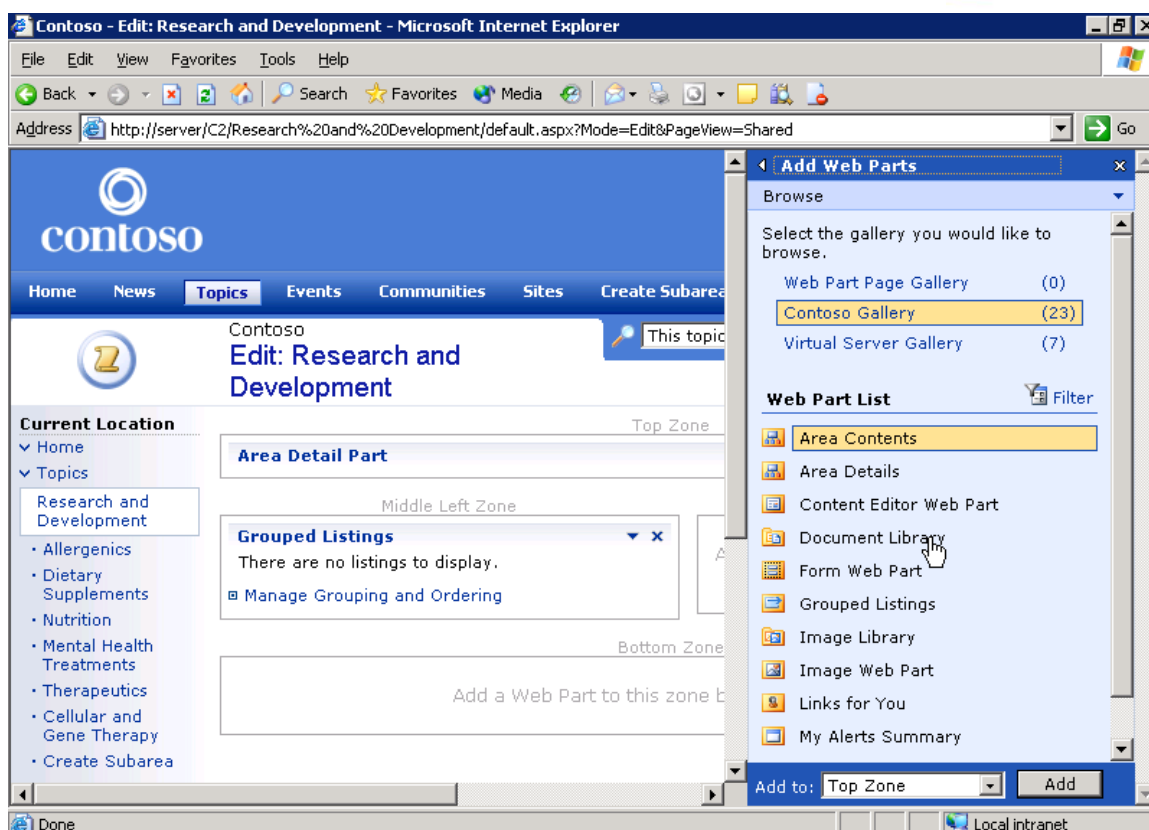 Contoso - Edit: Research and Development - Microsoft Internet Explorer
File Edit View Favorites Tools Help
Back Search Favorites Media
Address http://server/C2/Research%20and%20Development/default.aspx?Mode=Edit&PageView=Shared Go
contoso
Home News Topics Events Communities Sites Create Subarea
Contoso
Edit: Research and
Development
This topic
Current Location
Home
Topics
Research and
Development
Allergenics
Dietary
Supplements
Nutrition
Mental Health
Treatments
Therapeutics
Cellular and
Gene Therapy
Create Subarea
Top Zone
Area Detail Part
Middle Left Zone
Grouped Listings
There are no listings to display.
Manage Grouping and Ordering
A
Bottom Zone
Add a Web Part to this zone b
Add Web Parts
Browse
Select the gallery you would like to
browse.
Web Part Page Gallery (0)
Contoso Gallery (23)
Virtual Server Gallery (7)
Web Part List Filter
Area Contents
Area Details
Content Editor Web Part
Document Library
Form Web Part
Grouped Listings
Image Library
Image Web Part
Links for You
My Alerts Summary
Add to: Top Zone Add
Done Local intranet